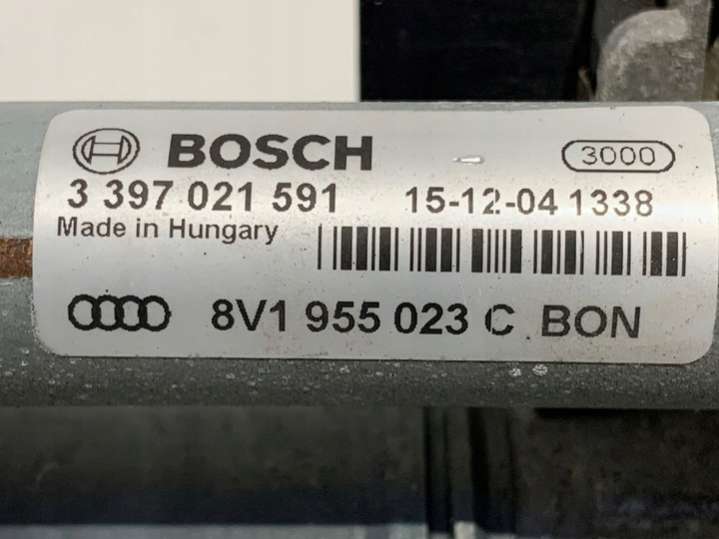 BOSCH 3000
3 397 021 591 15-12-04 1338
Made in Hungary
8V1 955 023 C BON